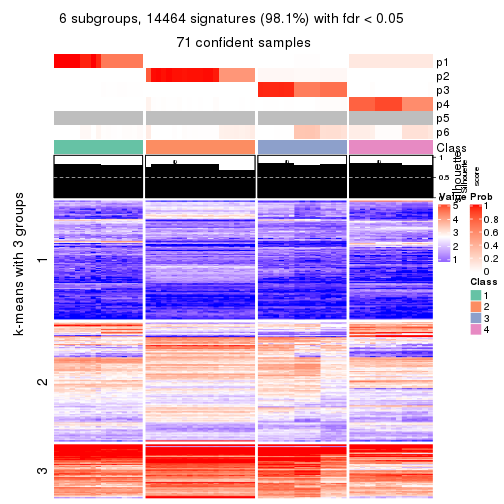 6 subgroups, 14464 signatures (98.1%) with fdr < 0.05
71 confident samples
p1
p2
p3
p4
p5
p6
Class
1
0.5
0
silhouette
silhouette
score
k-means with 3 groups
1
2
3
Value
5
4
3
2
1
Prob
1
0.8
0.6
0.4
0.2
0
Class
1
2
3
4